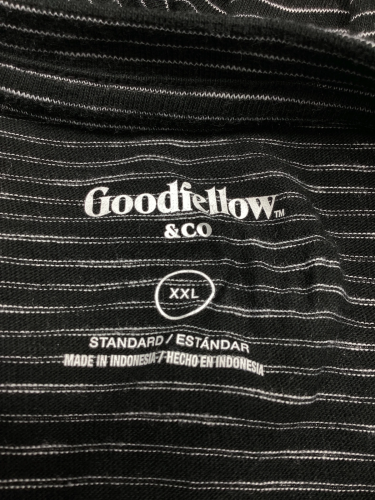 Goodfellow™
& CO
XXL
STANDARD / ESTÁNDAR
MADE IN INDONESIA / HECHO EN INDONESIA